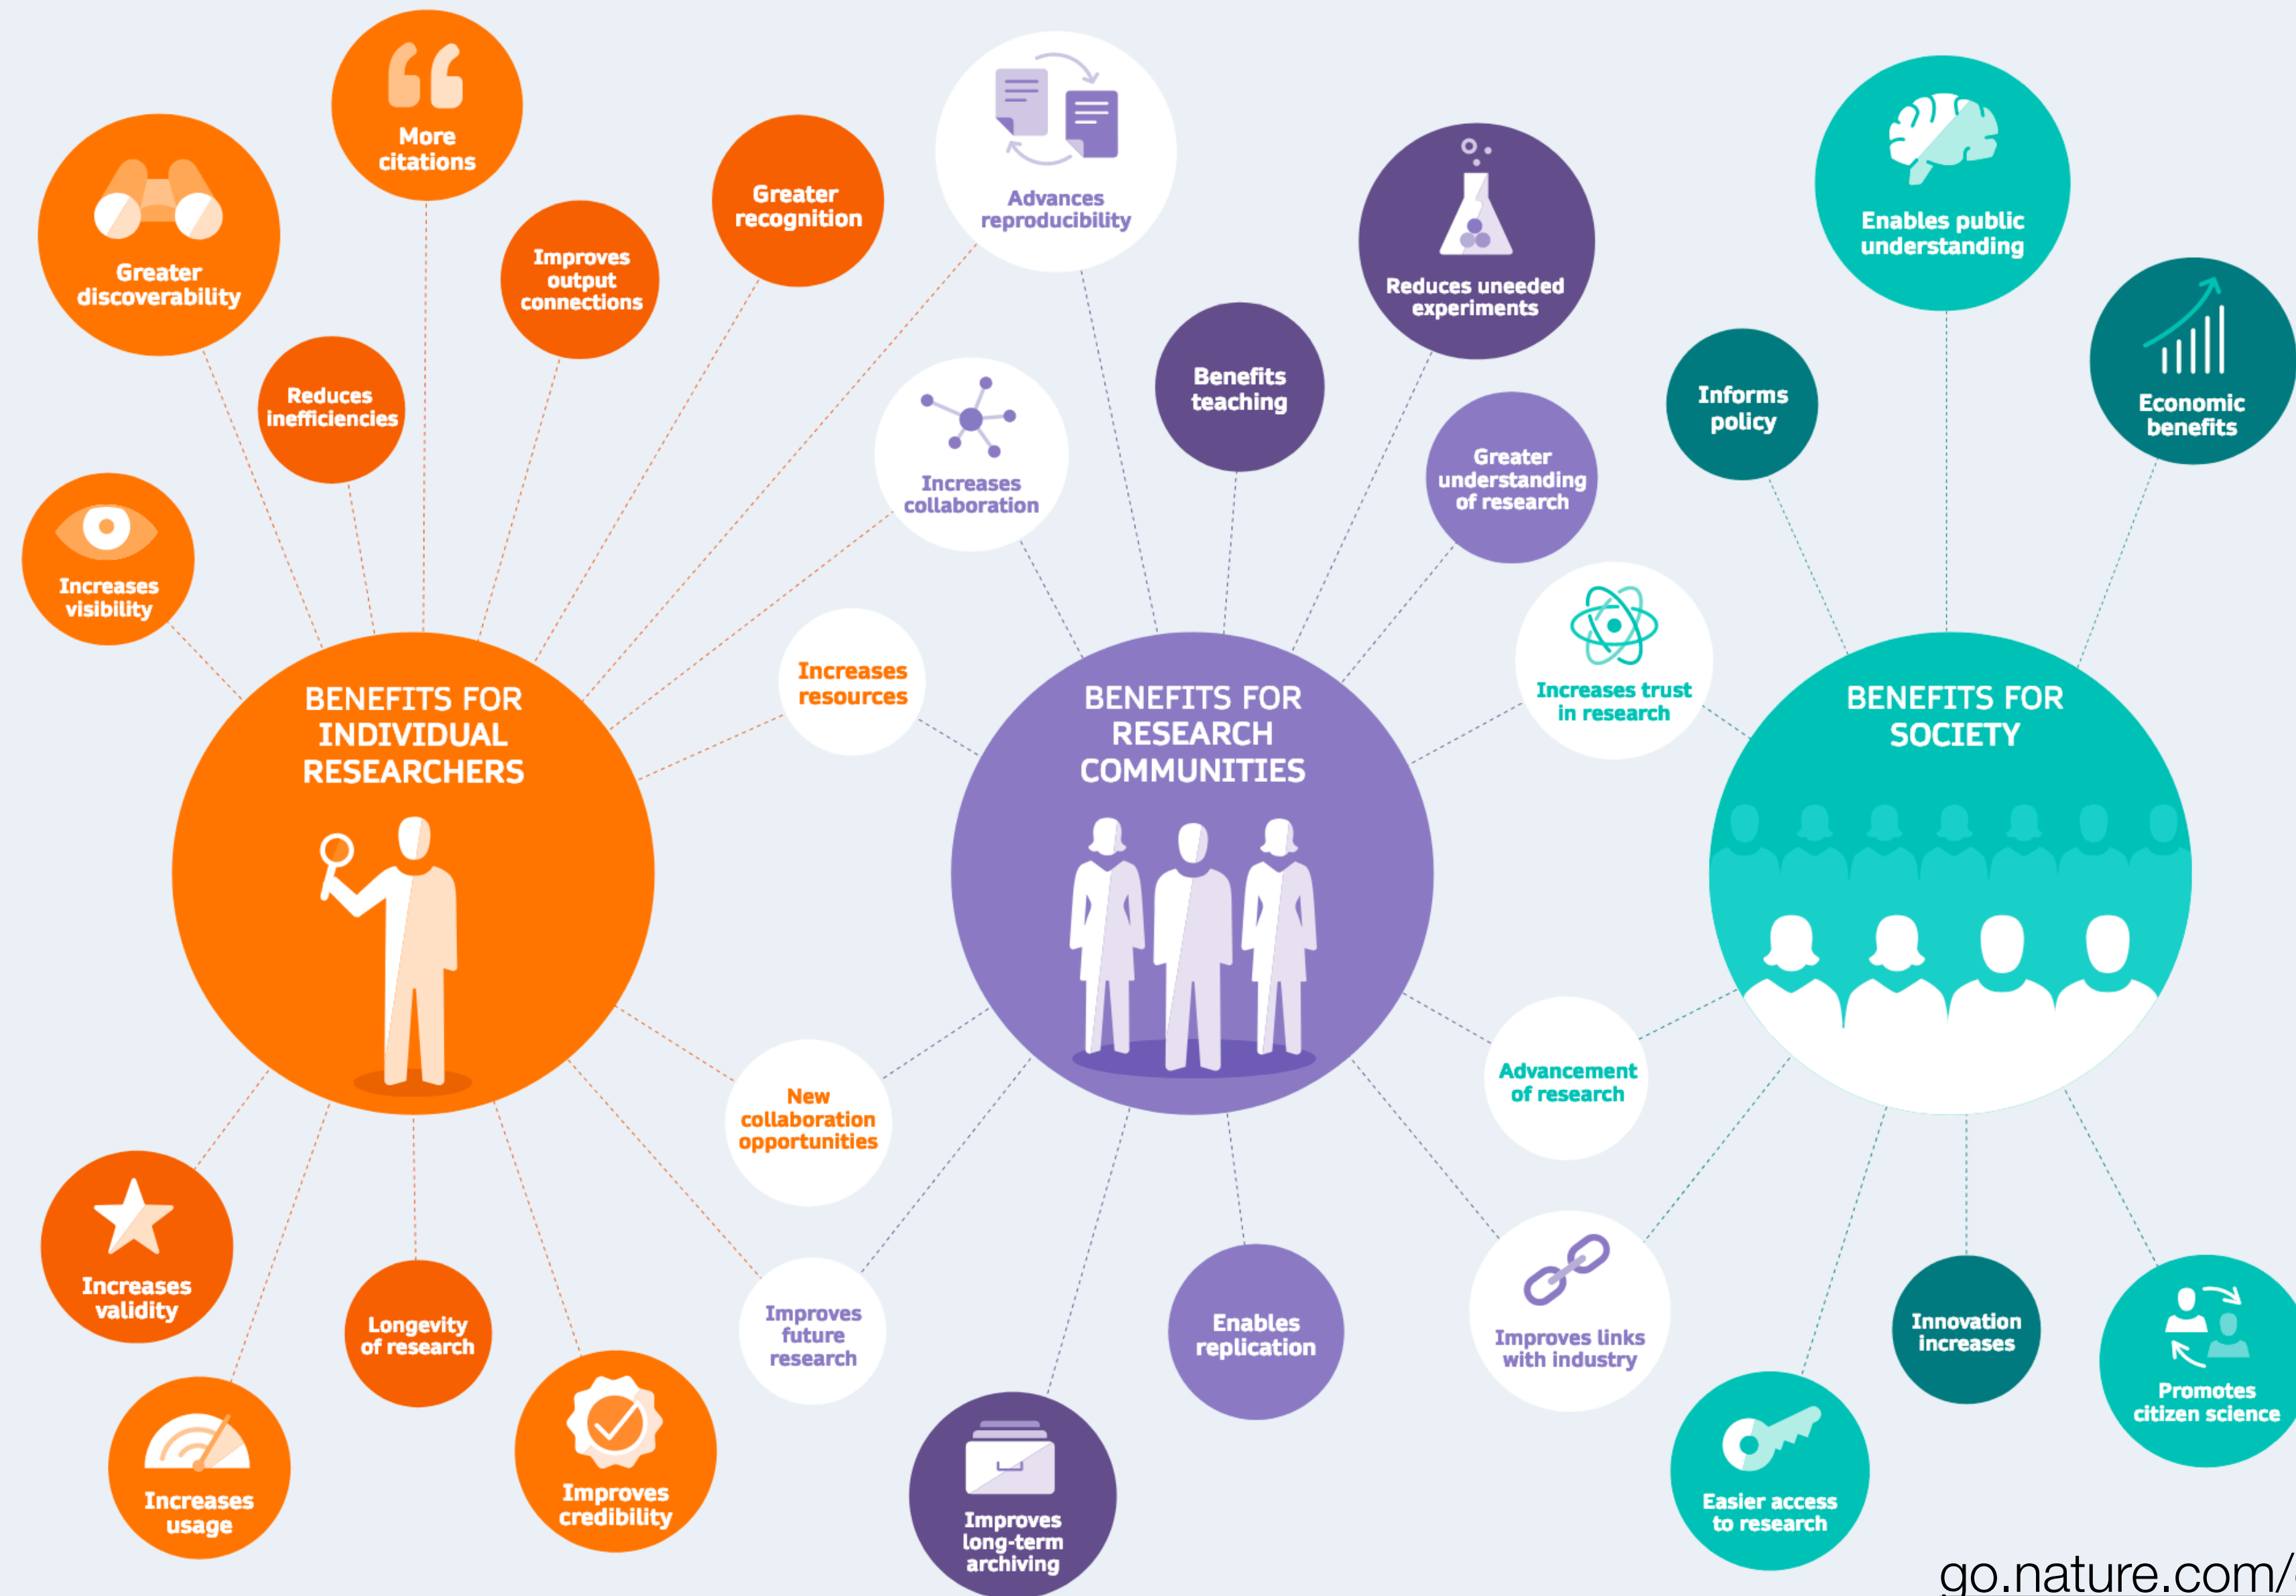 More
citations
Greater
discoverability
Greater
recognition
Improves
output
connections
Reduces
inefficiencies
Increases
visibility
Advances
reproducibility
Increases
collaboration
Increases
resources
Benefits
teaching
Reduces uneeded
experiments
Greater
understanding
of research
Increases trust
in research
Enables public
understanding
Informs
policy
Economic
benefits
BENEFITS FOR
INDIVIDUAL
RESEARCHERS
BENEFITS FOR
RESEARCH
COMMUNITIES
BENEFITS FOR
SOCIETY
New
collaboration
opportunities
Advancement
of research
Increases
validity
Longevity
of research
Increases
usage
Improves
credibility
Improves
future
research
Improves
long-term
archiving
Enables
replication
Improves links
with industry
Easier access
to research
Innovation
increases
Promotes
citizen science
go.nature.com/